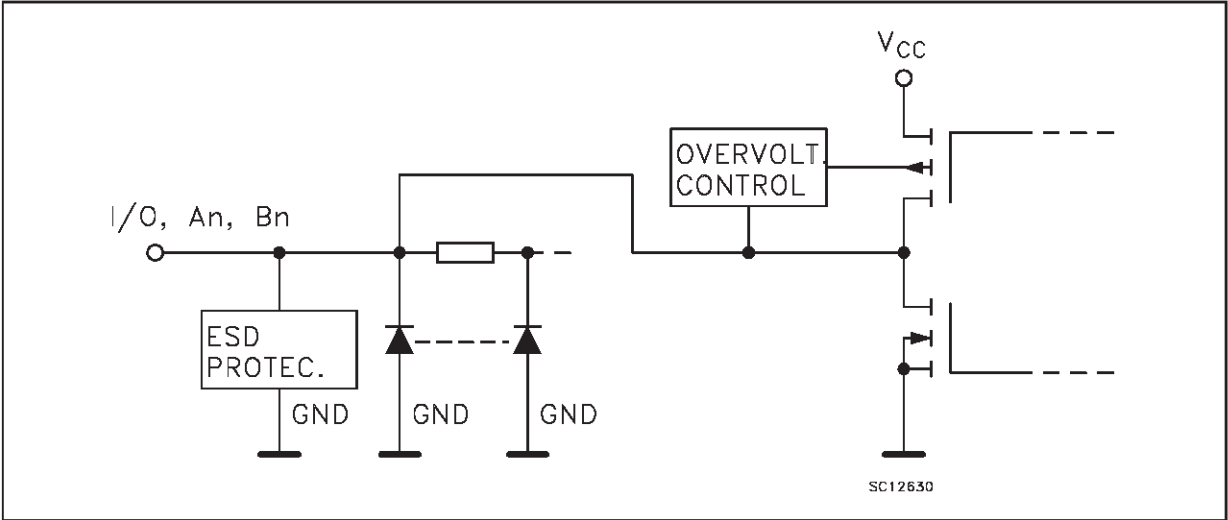 VCC
OVERVOLT.
CONTROL
I/O, An, Bn
ESD
PROTEC.
GND
GND
GND
SC12630